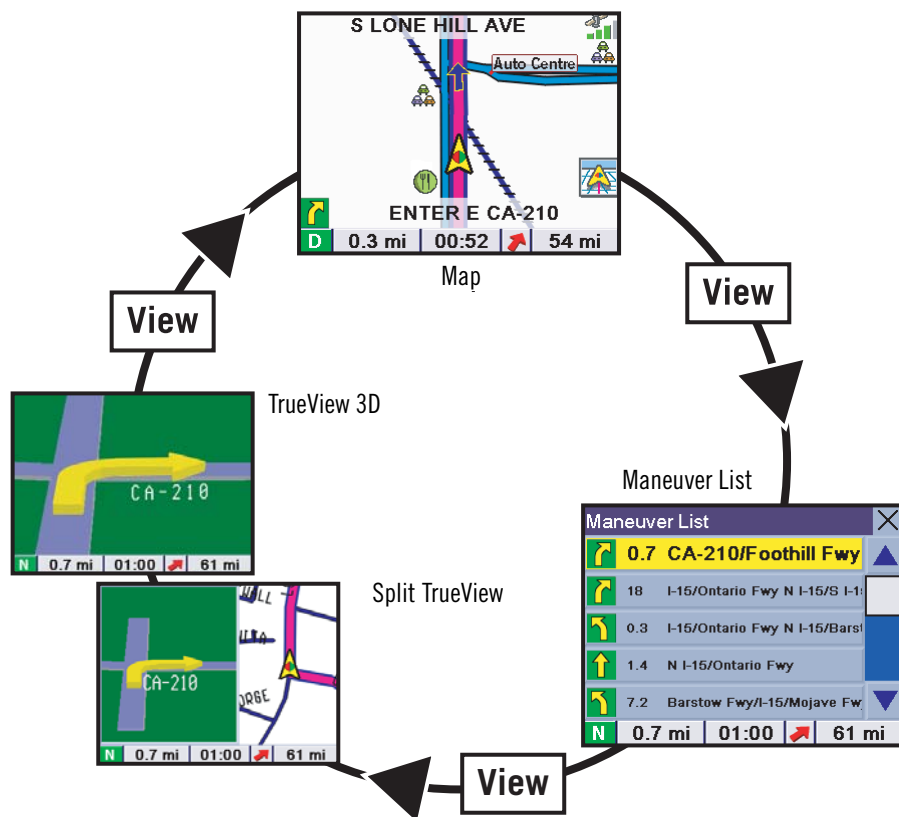 S LONE HILL AVE
Auto Centre
ENTER E CA-210
D 0.3 mi 00:52 54 mi
Map
View
View
TrueView 3D
CA-210
N 0.7 mi 01:00 61 mi
Maneuver List
Maneuver List
0.7 CA-210/Foothill Fwy
18 I-15/Ontario Fwy N I-15/S I-1
0.3 I-15/Ontario Fwy N I-15/Barst
1.4 N I-15/Ontario Fwy
7.2 Barstow Fwy/I-15/Mojave Fw
N 0.7 mi 01:00 61 mi
Split TrueView
CA-210
N 0.7 mi 01:00 61 mi
View